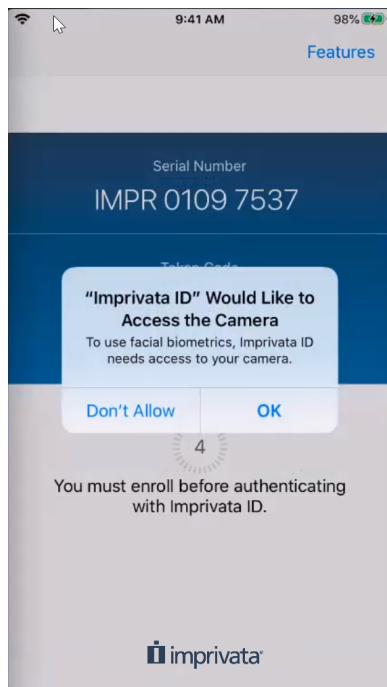 9:41 AM
98%
Features
Serial Number
IMPR 0109 7537
Token Code
“Imprivata ID” Would Like to
Access the Camera
To use facial biometrics, Imprivata ID
needs access to your camera.
Don’t Allow
OK
4
You must enroll before authenticating
with Imprivata ID.
imprivata